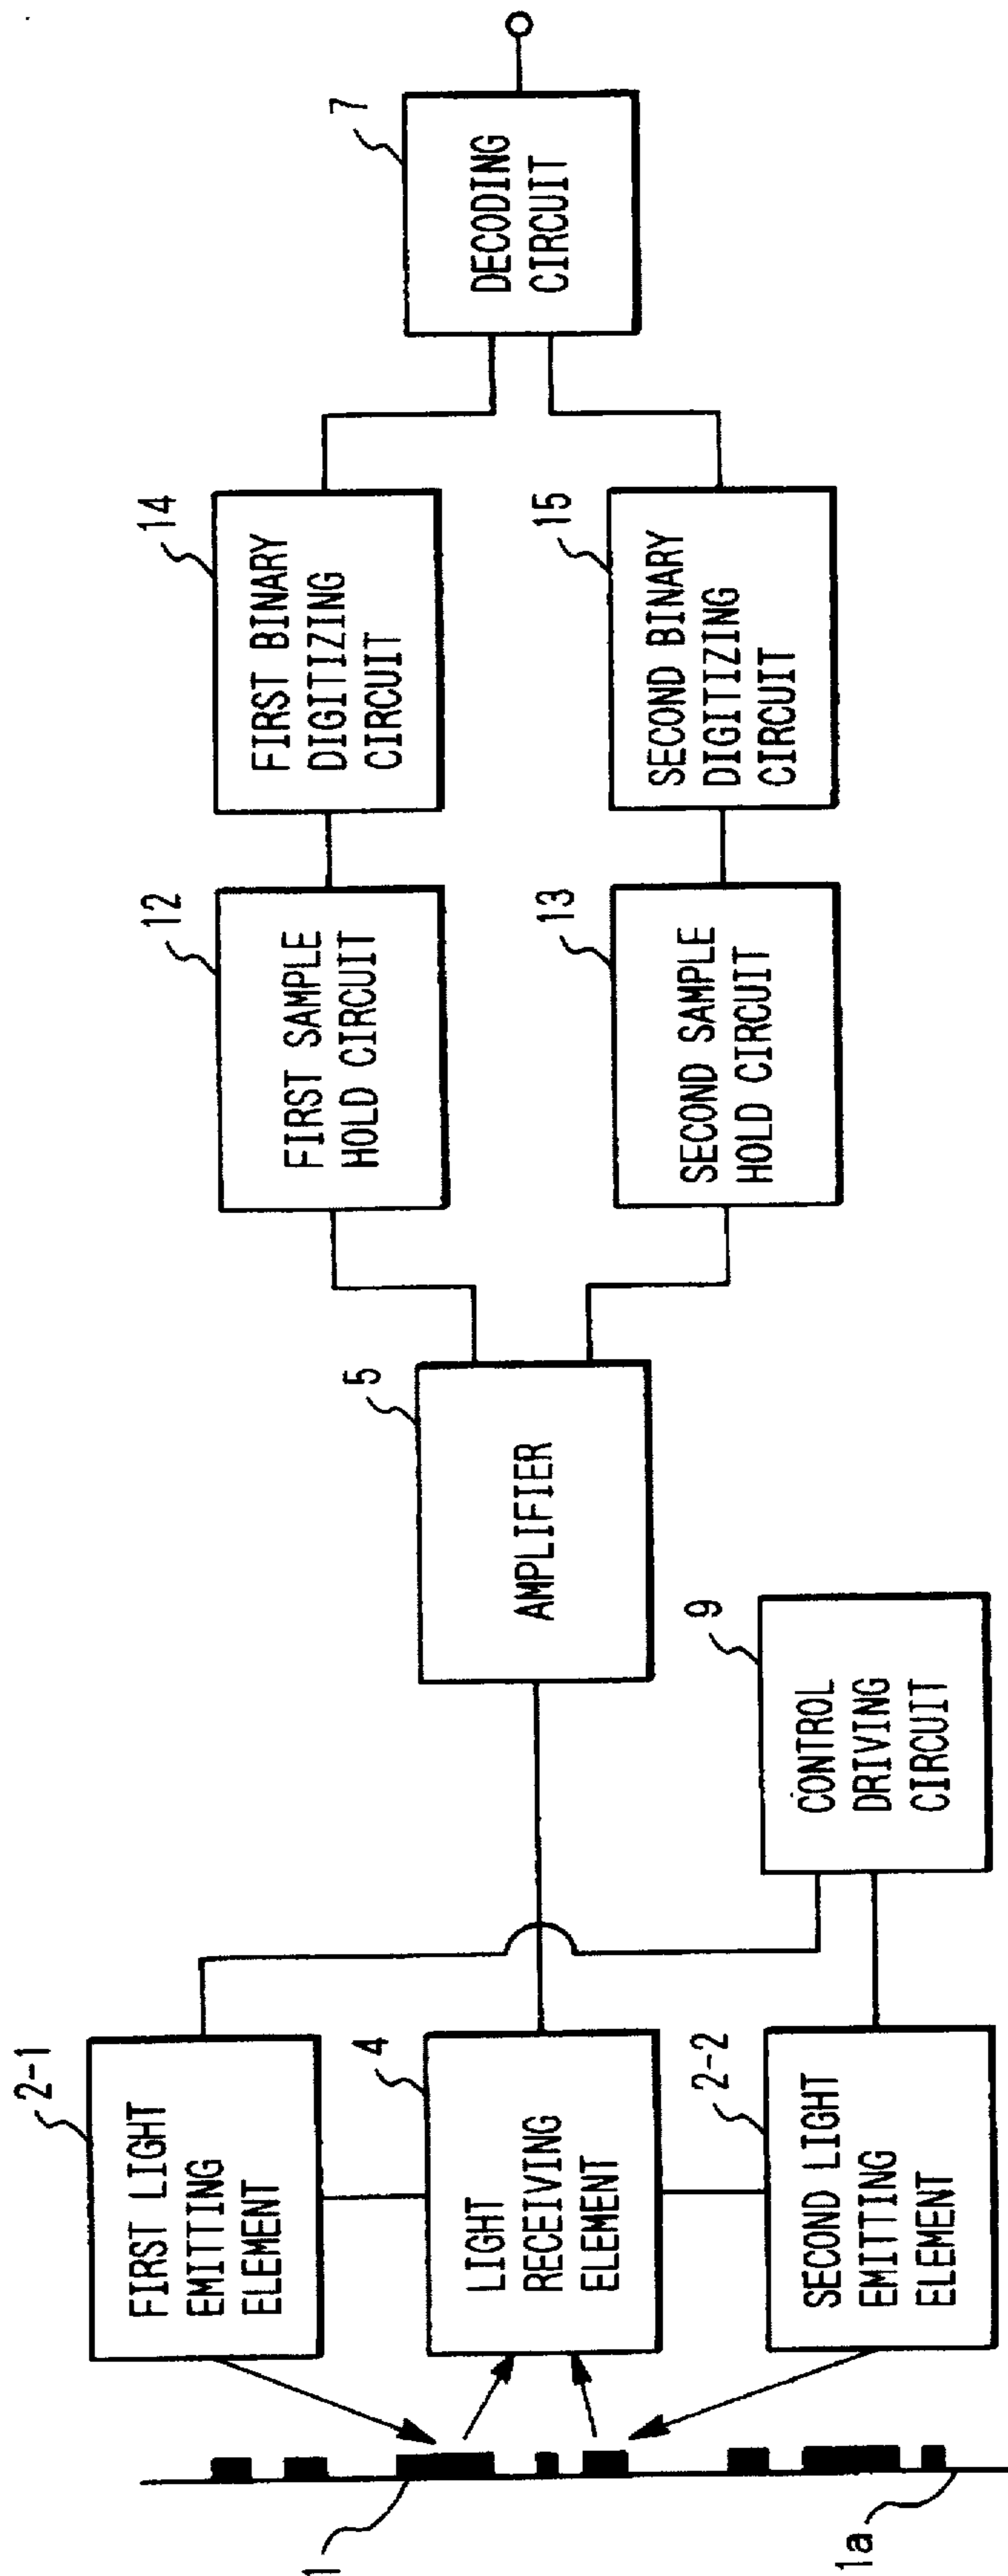 2-1
FIRST LIGHT
EMITTING
ELEMENT
4
LIGHT
RECEIVING
ELEMENT
2-2
SECOND LIGHT
EMITTING
ELEMENT
1
1a
9
CONTROL
DRIVING
CIRCUIT
5
AMPLIFIER
12
FIRST SAMPLE
HOLD CIRCUIT
13
SECOND SAMPLE
HOLD CIRCUIT
14
FIRST BINARY
DIGITIZING
CIRCUIT
15
SECOND BINARY
DIGITIZING
CIRCUIT
7
DECODING
CIRCUIT